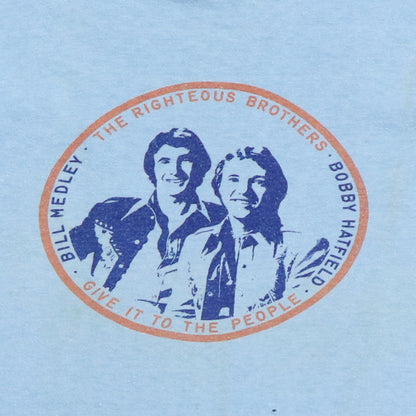 THE RIGHTEOUS BROTHERS
· BILL MEDLEY ·
· BOBBY HATFIELD ·
GIVE IT TO THE PEOPLE